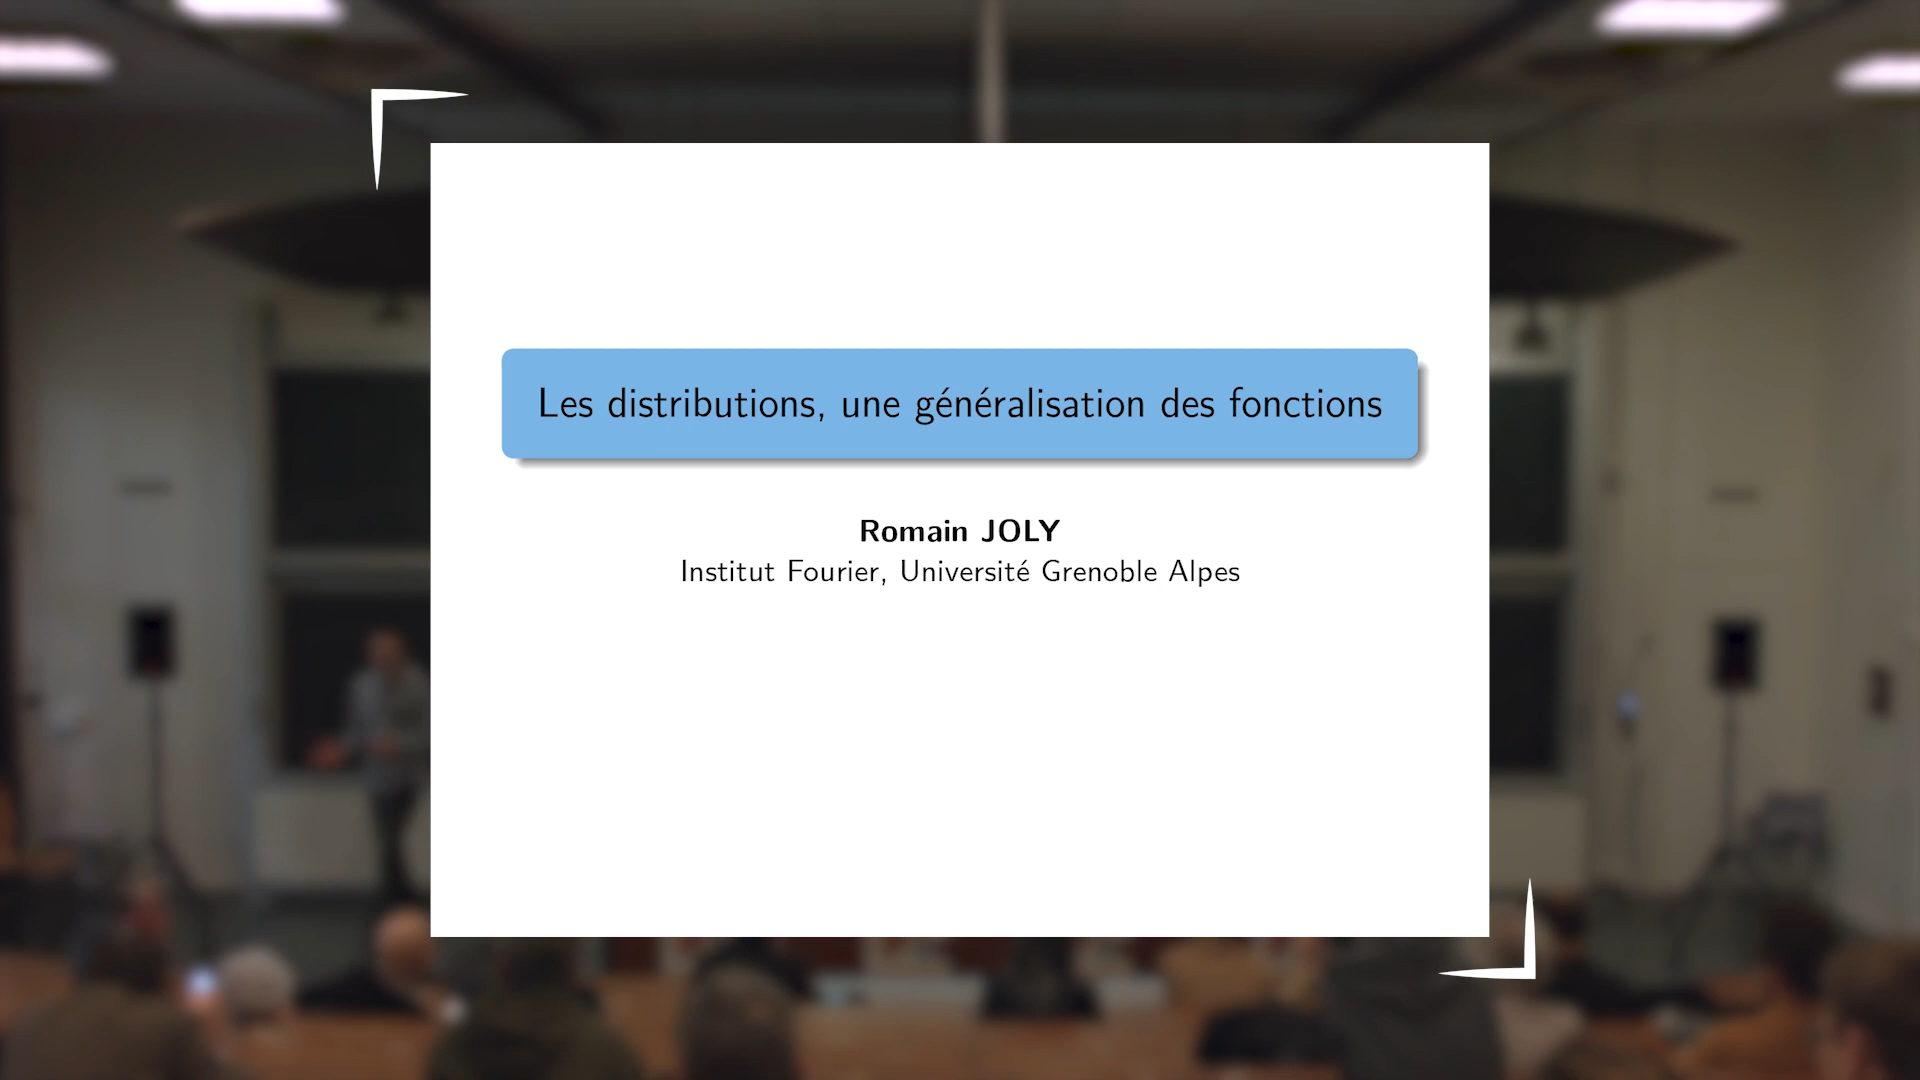 Les distributions, une généralisation des fonctions
Romain JOLY
Institut Fourier, Université Grenoble Alpes